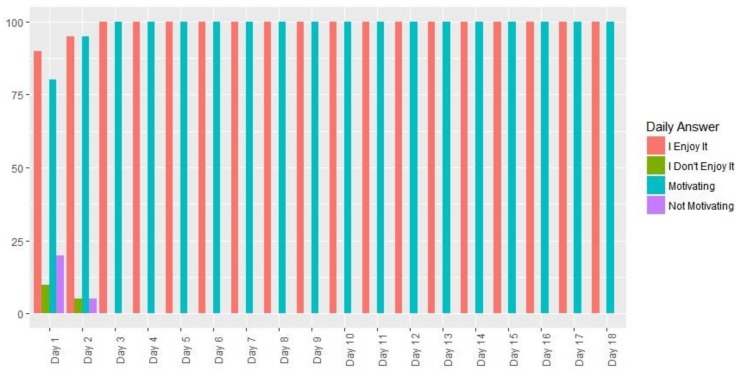 100
75
50
25
0
Day 1
Day 2
Day 3
Day 4
Day 5
Day 6
Day 7
Day 8
Day 9
Day 10
Day 11
Day 12
Day 13
Day 14
Day 15
Day 16
Day 17
Day 18
Daily Answer
I Enjoy It
I Don't Enjoy It
Motivating
Not Motivating